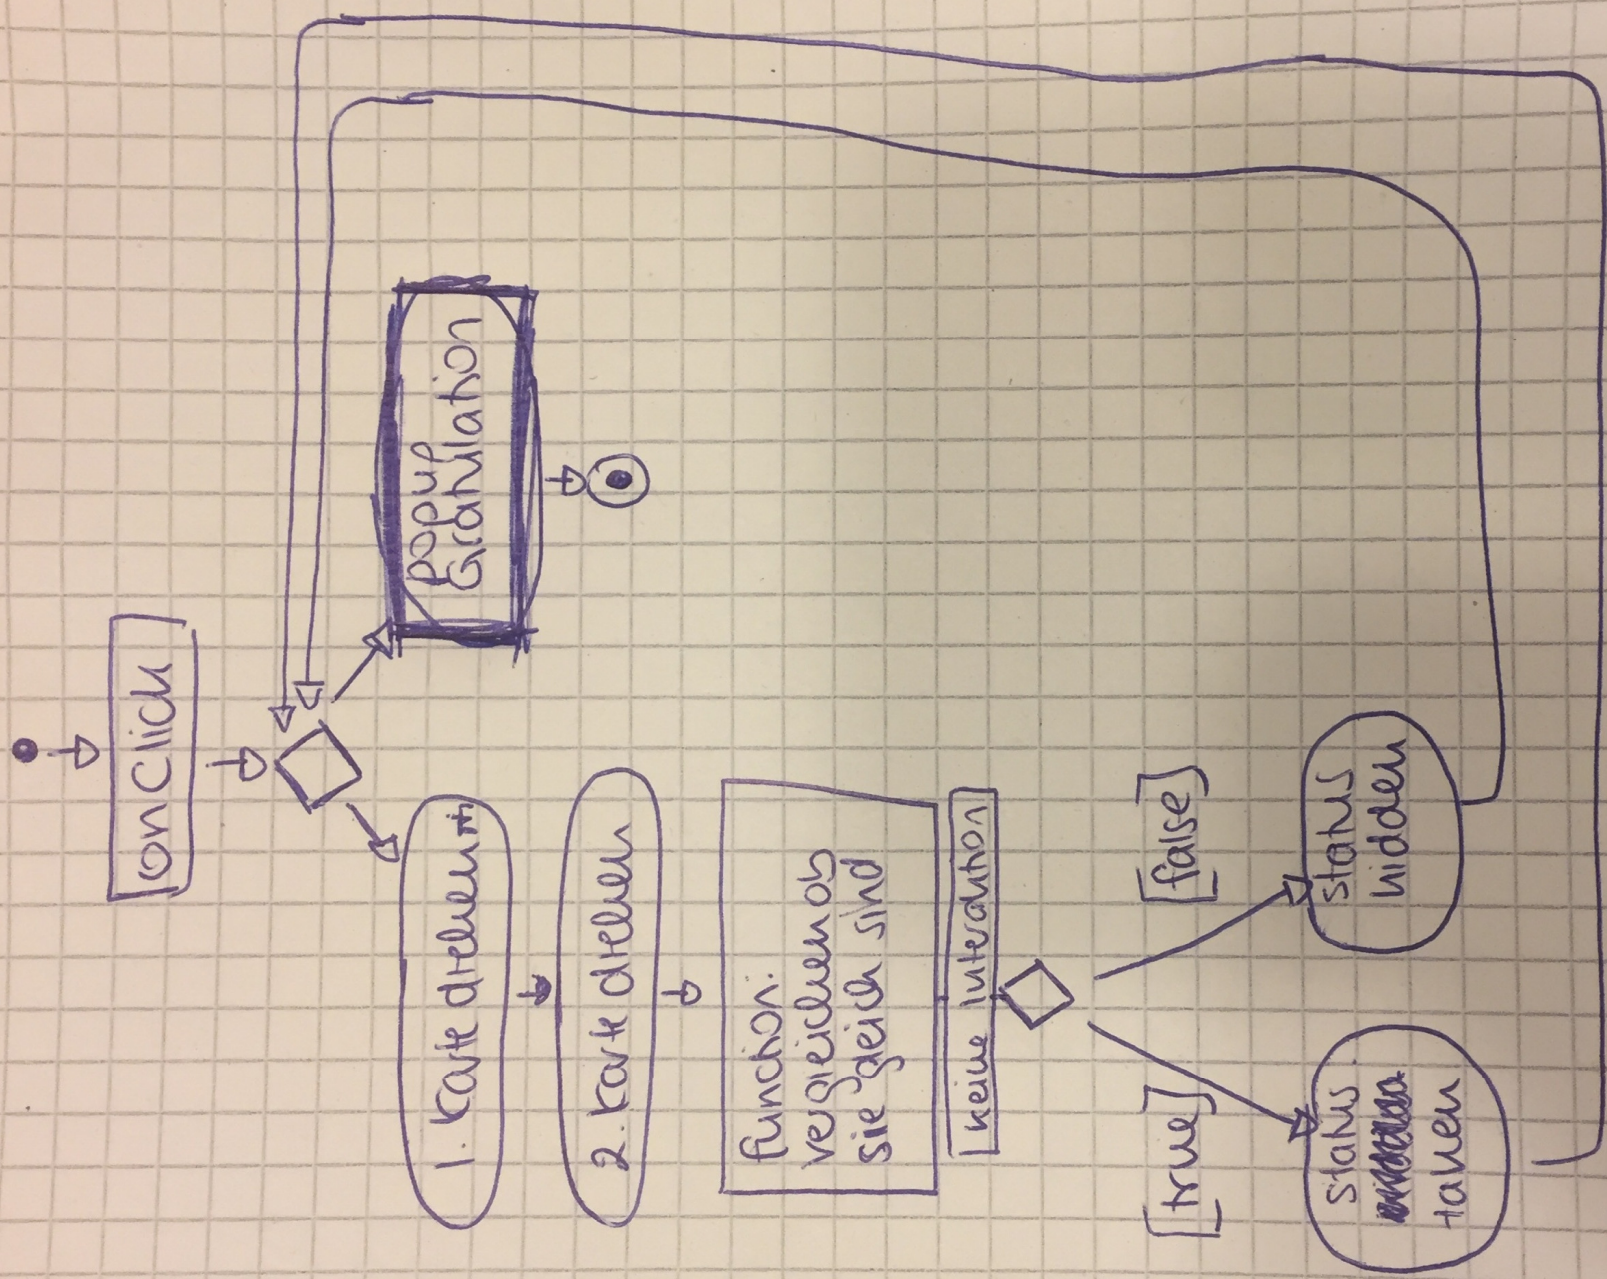 onClick
popup
Gratulation
1. Karte drehen
2. Karte drehen
function:
vergleichen ob
sie gleich sind
keine Interaktion
[true]
[false]
status
taken
status
hidden